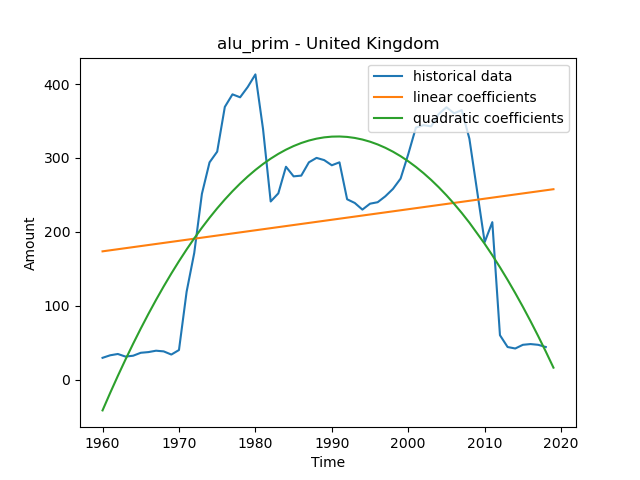 alu_prim - United Kingdom
historical data
linear coefficients
quadratic coefficients
400
300
200
100
0
Amount
1960 1970 1980 1990 2000 2010 2020
Time